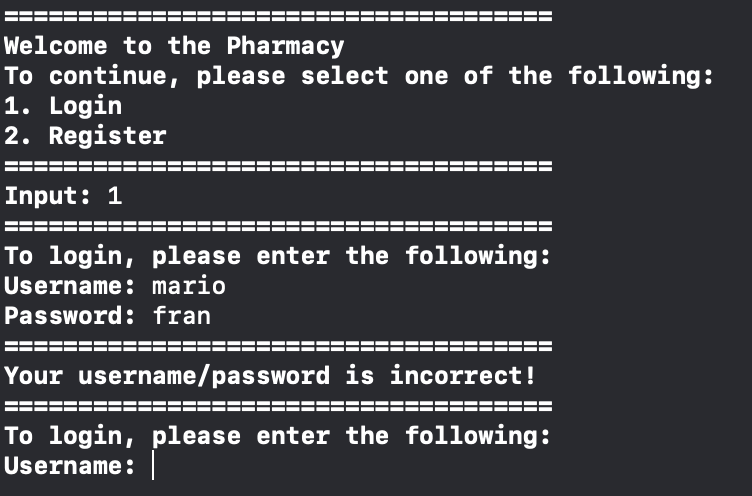 =====================================
Welcome to the Pharmacy
To continue, please select one of the following:
1. Login
2. Register
=====================================
Input: 1
=====================================
To login, please enter the following:
Username: mario
Password: fran
=====================================
Your username/password is incorrect!
=====================================
To login, please enter the following:
Username: